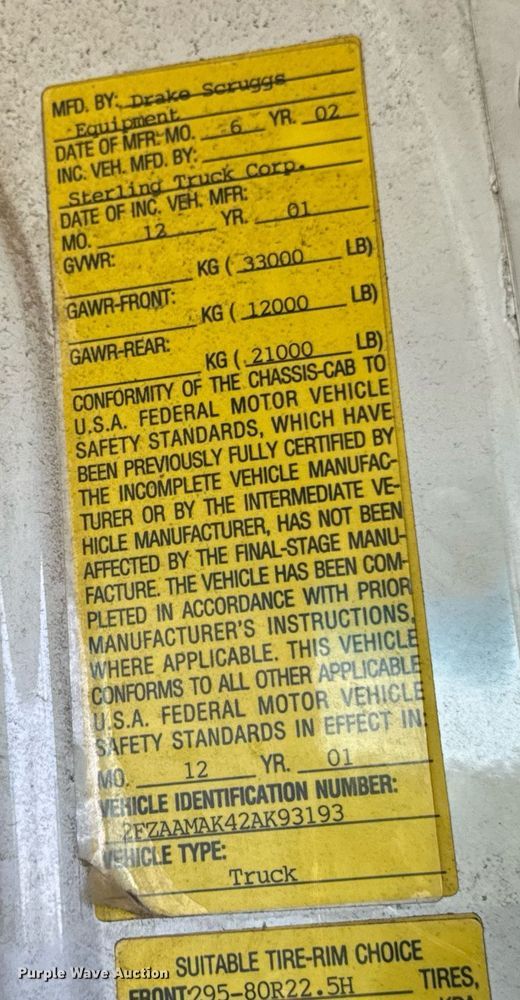 MFD. BY: Drake Scruggs
Equipment
DATE OF MFR: MO. 6 YR. 02
INC. VEH. MFD. BY:
Sterling Truck Corp.
DATE OF INC. VEH. MFR:
MO. 12 YR. 01
GVWR:
KG ( 33000 LB)
GAWR-FRONT:
KG ( 12000 LB)
GAWR-REAR:
KG ( 21000 LB)
CONFORMITY OF THE CHASSIS-CAB TO
U.S.A. FEDERAL MOTOR VEHICLE
SAFETY STANDARDS, WHICH HAVE
BEEN PREVIOUSLY FULLY CERTIFIED BY
THE INCOMPLETE VEHICLE MANUFAC-
TURER OR BY THE INTERMEDIATE VE-
HICLE MANUFACTURER, HAS NOT BEEN
AFFECTED BY THE FINAL-STAGE MANU-
FACTURE. THE VEHICLE HAS BEEN COM-
PLETED IN ACCORDANCE WITH PRIOR
MANUFACTURER'S INSTRUCTIONS,
WHERE APPLICABLE. THIS VEHICLE
CONFORMS TO ALL OTHER APPLICABLE
U.S.A. FEDERAL MOTOR VEHICLE
SAFETY STANDARDS IN EFFECT IN:
MO. 12 YR. 01
VEHICLE IDENTIFICATION NUMBER:
2FZAAMAK42AK93193
VEHICLE TYPE:
Truck
SUITABLE TIRE-RIM CHOICE
FRONT 295-80R22.5H TIRES,
Purple Wave Auction